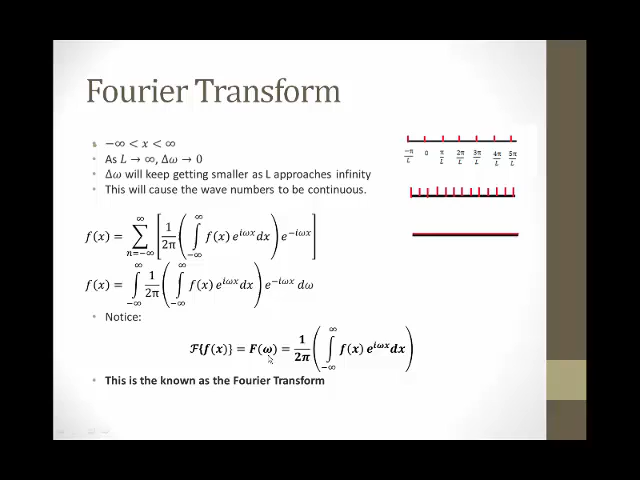 Fourier Transform
• −∞ < x < ∞
• As L → ∞, Δω → 0
• Δω will keep getting smaller as L approaches infinity
• This will cause the wave numbers to be continuous.
−π/L 0 π/L 2π/L 3π/L 4π/L 5π/L
f(x) = ∑_{n=−∞}^{∞} [ 1/2π ( ∫_{−∞}^{∞} f(x) e^{iωx} dx ) e^{−iωx} ]
f(x) = ∫_{−∞}^{∞} 1/2π ( ∫_{−∞}^{∞} f(x) e^{iωx} dx ) e^{−iωx} dω
• Notice:
ℱ{f(x)} = F(ω) = 1/2π ( ∫_{−∞}^{∞} f(x) e^{iωx} dx )
• This is the known as the Fourier Transform